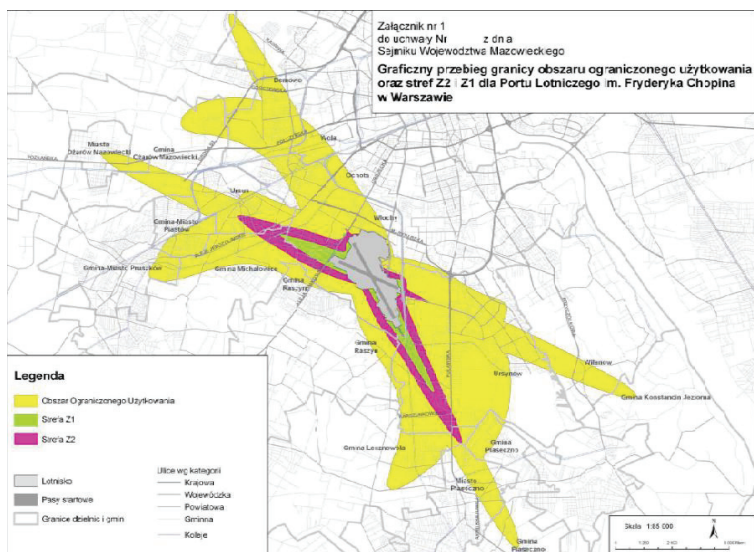 Załącznik nr 1
do uchwały Nr z dnia
Sejmiku Województwa Mazowieckiego
Graficzny przebieg granicy obszaru ograniczonego użytkowania
oraz stref Z2 i Z1 dla Portu Lotniczego im. Fryderyka Chopina
w Warszawie
Bemowo
Wola
Miasto
Ożarów Mazowiecki
Gmina
Ożarów Mazowiecki
Ochota
Ursus
Włochy
Gmina-Miasto
Piastów
Gmina-Miasto Pruszków
Gmina Michałowice
Gmina
Raszyn
Gmina
Raszyn
Wilanów
Ursynów
Gmina Konstancin Jeziorna
Gmina Lesznowola
Gmina
Piaseczno
Miasto
Piaseczno
Gmina
Piaseczno
Legenda
Obszar Ograniczonego Użytkowania
Strefa Z1
Strefa Z2
Lotnisko
Pasy startowe
Granice dzielnic i gmin
Ulice wg kategorii
Krajowa
Wojewódzka
Powiatowa
Gminna
Koleje
Skala 1:85 000